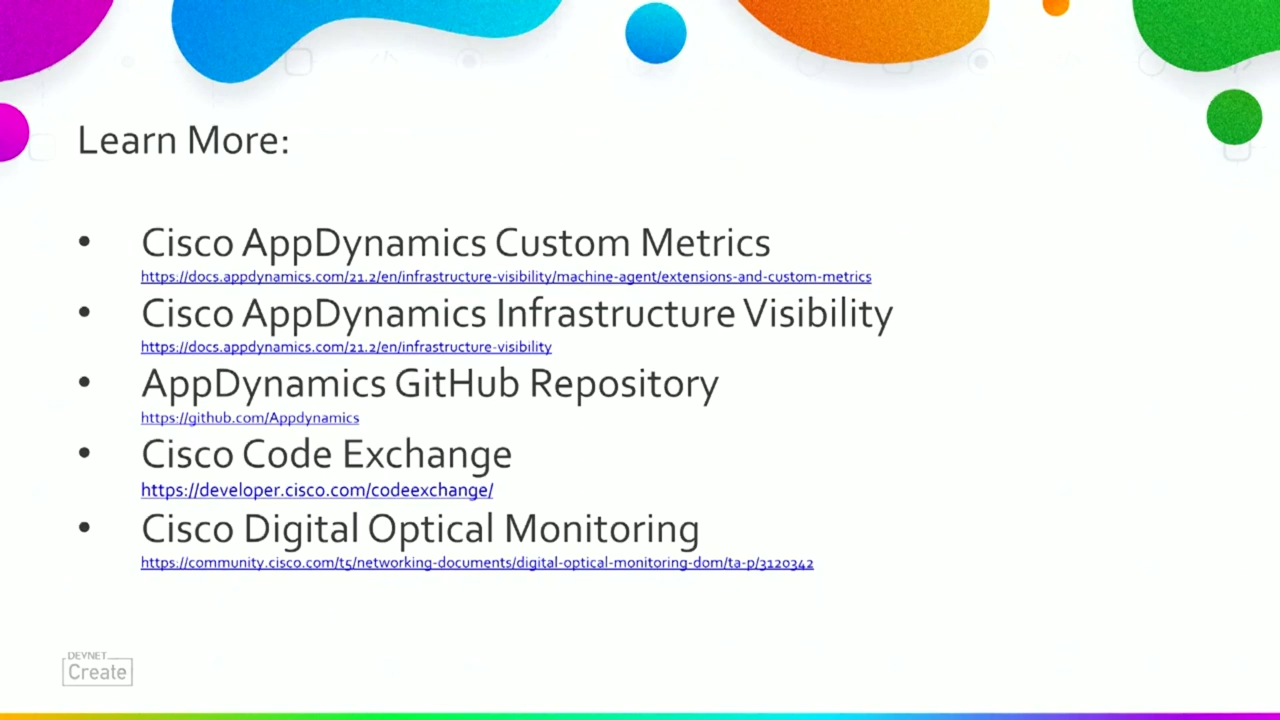 Learn More:
• Cisco AppDynamics Custom Metrics
https://docs.appdynamics.com/21.2/en/infrastructure-visibility/machine-agent/extensions-and-custom-metrics
• Cisco AppDynamics Infrastructure Visibility
https://docs.appdynamics.com/21.2/en/infrastructure-visibility
• AppDynamics GitHub Repository
https://github.com/Appdynamics
• Cisco Code Exchange
https://developer.cisco.com/codeexchange/
• Cisco Digital Optical Monitoring
https://community.cisco.com/t5/networking-documents/digital-optical-monitoring-dom/ta-p/3120342
DEVNET
Create